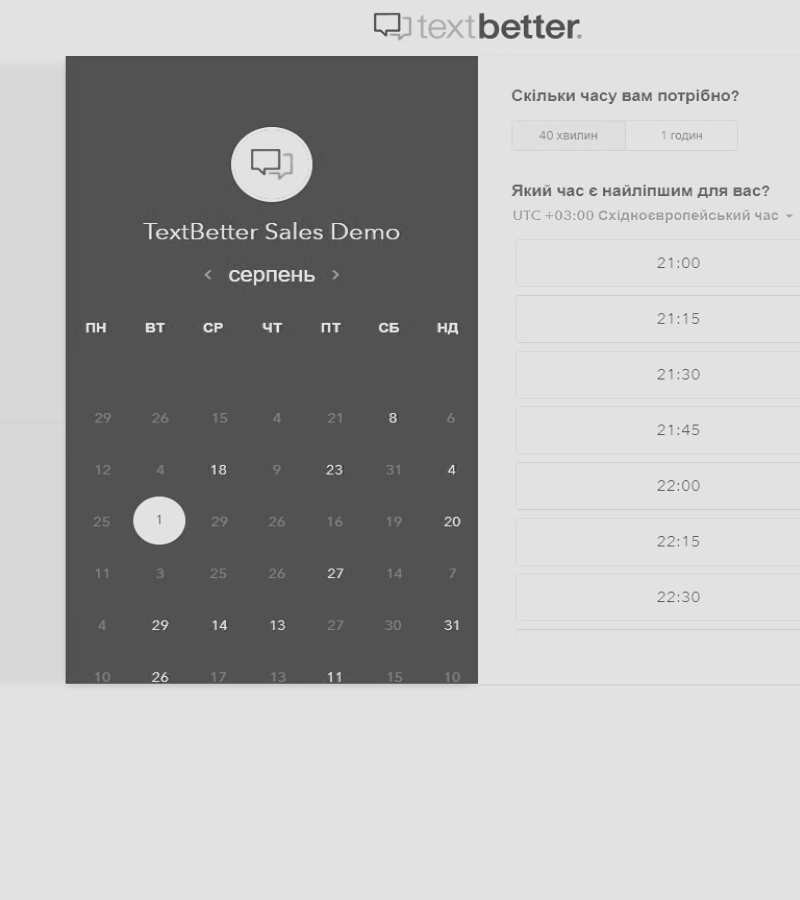 textbetter.
TextBetter Sales Demo
серпень
ПН ВТ СР ЧТ ПТ СБ НД
29 26 15 4 21 8 6
12 4 18 9 23 31 4
25 1 29 26 16 19 20
11 3 25 26 27 14 7
4 29 14 13 27 30 31
10 26 17 13 11 15 10
Скільки часу вам потрібно?
40 хвилин 1 годин
Який час є найліпшим для вас?
UTC +03:00 Східноєвропейський час
21:00
21:15
21:30
21:45
22:00
22:15
22:30